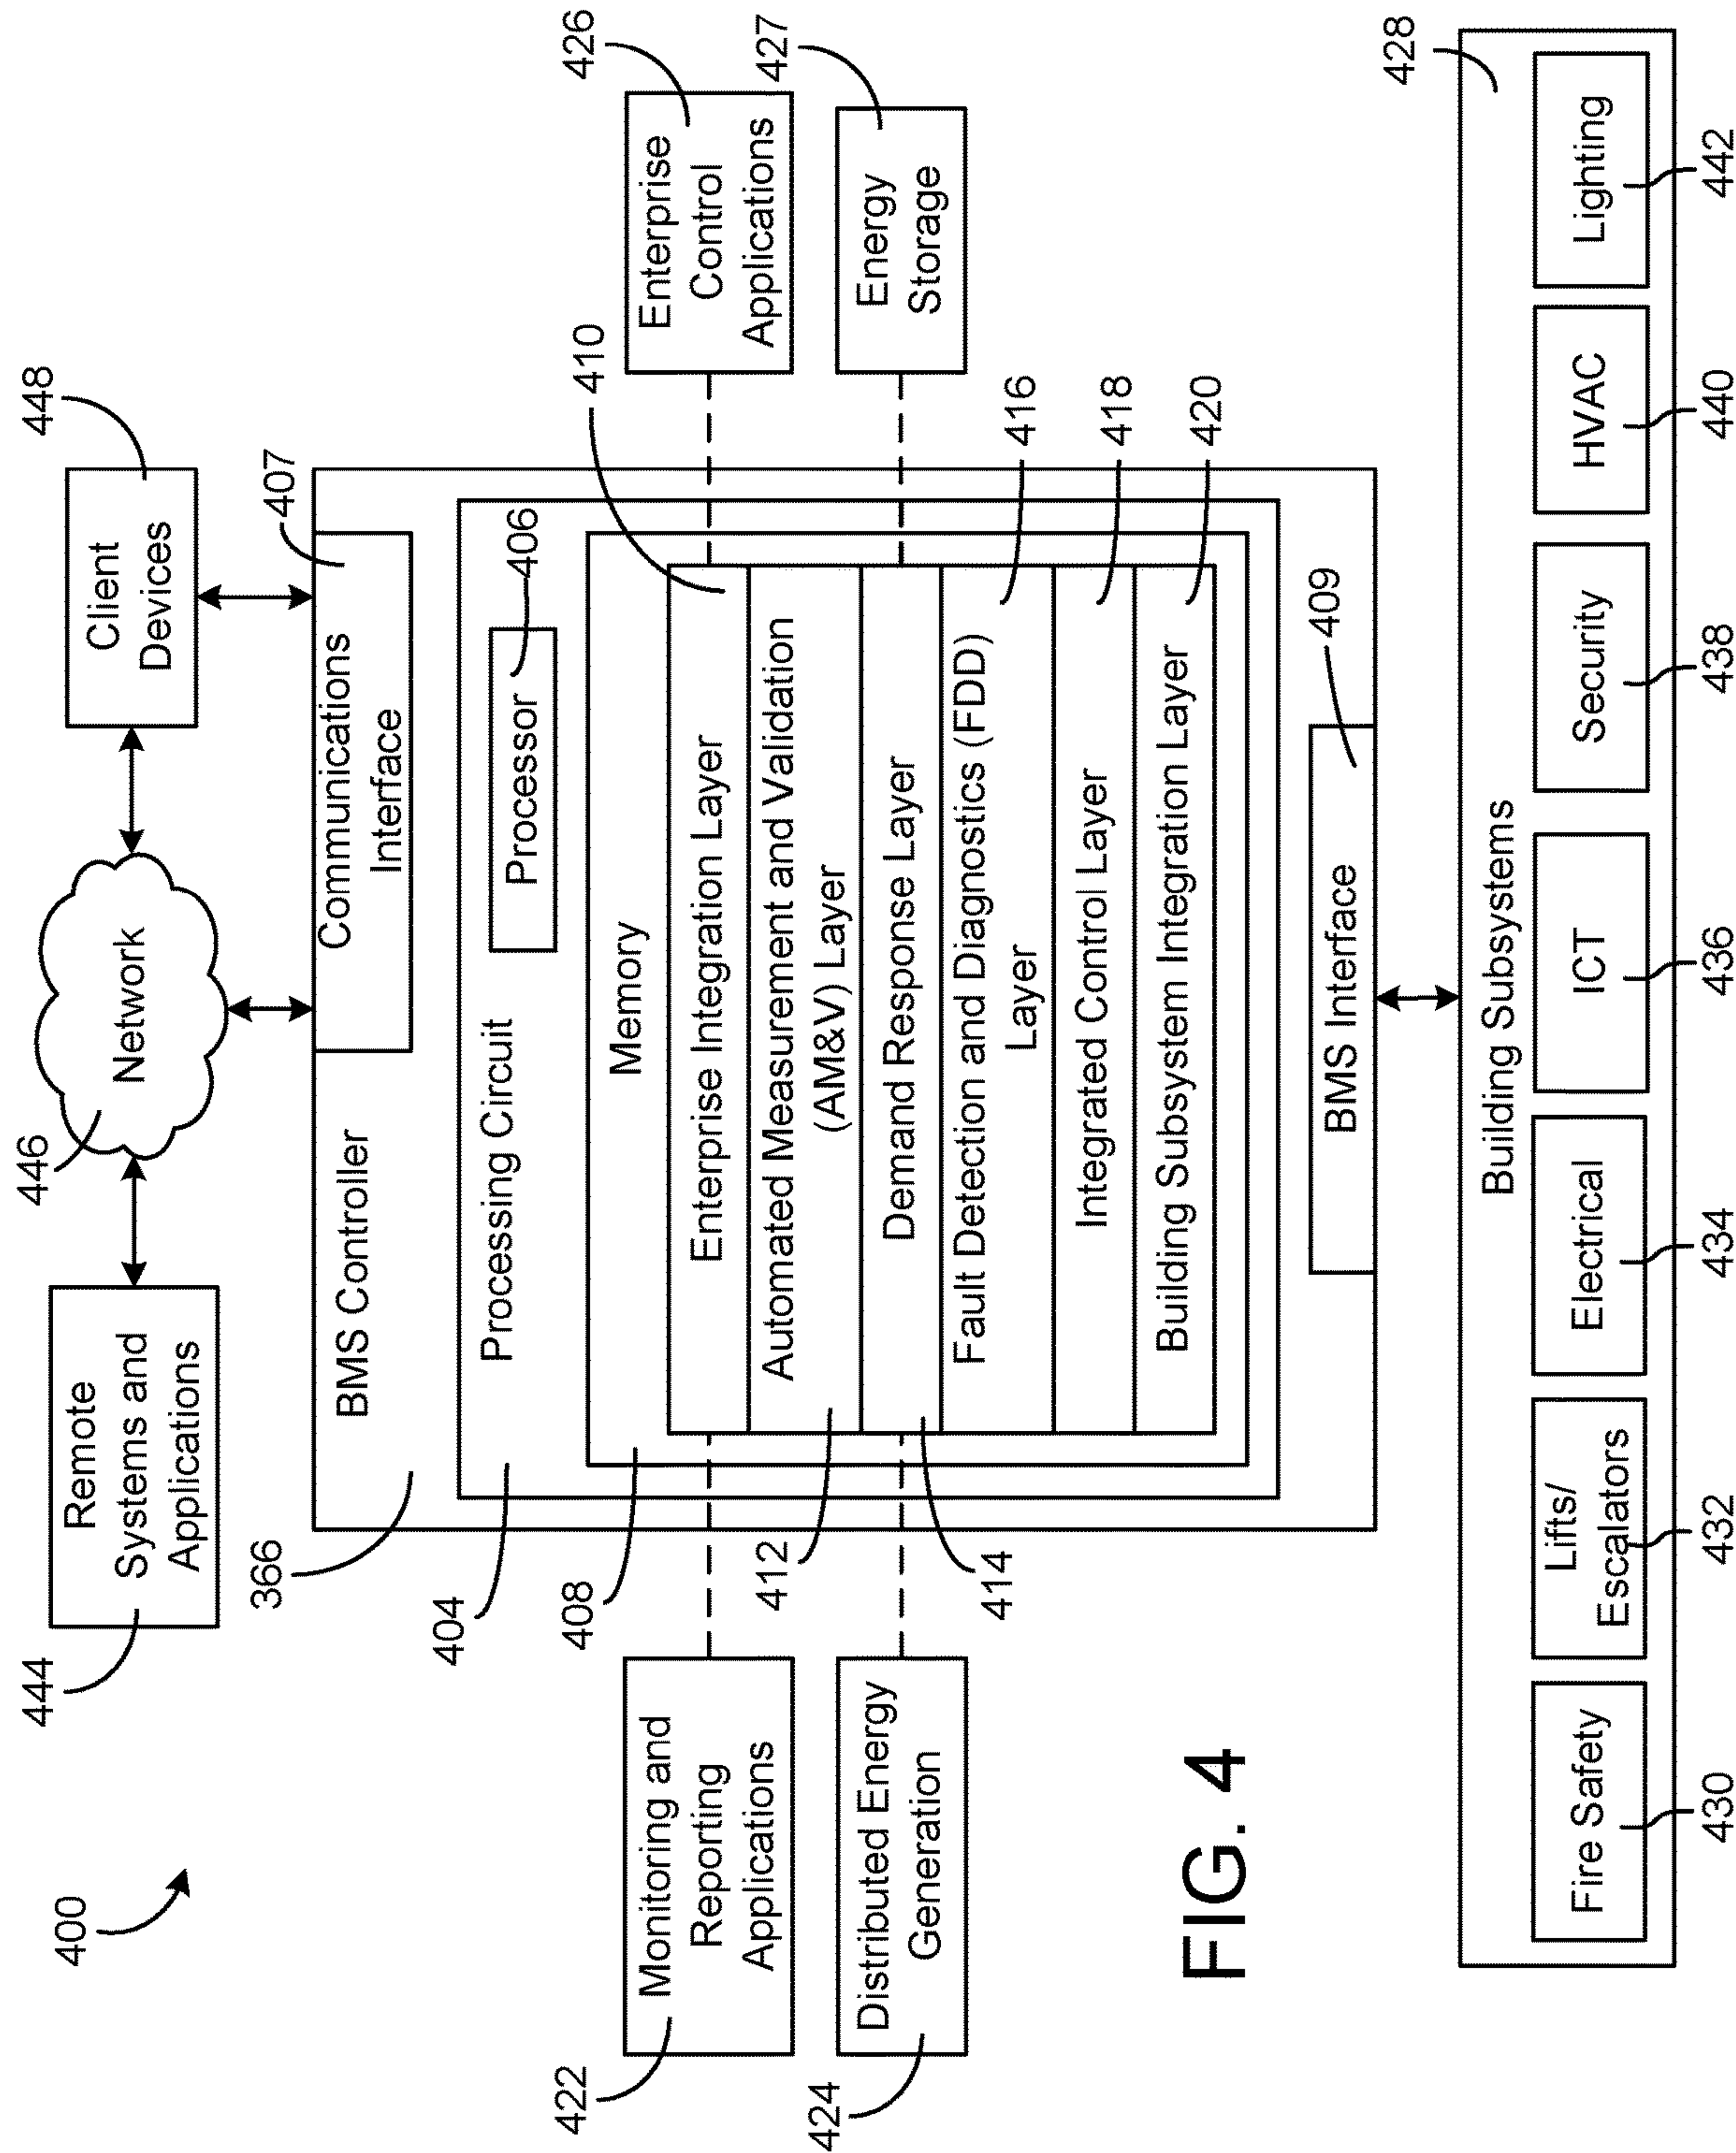 400
444
Remote
Systems and
Applications
446
Network
Client
Devices
448
366
BMS Controller
Communications
Interface
407
404
Processing Circuit
Processor
406
408
Memory
410
Enterprise Integration Layer
Automated Measurement and Validation
(AM&V) Layer
412
Demand Response Layer
414
Fault Detection and Diagnostics (FDD)
Layer
416
Integrated Control Layer
418
Building Subsystem Integration Layer
420
BMS Interface
409
422
Monitoring and
Reporting
Applications
424
Distributed Energy
Generation
Enterprise
Control
Applications
426
Energy
Storage
427
FIG. 4
Building Subsystems
428
Fire Safety
430
Lifts/
Escalators
432
Electrical
434
ICT
436
Security
438
HVAC
440
Lighting
442